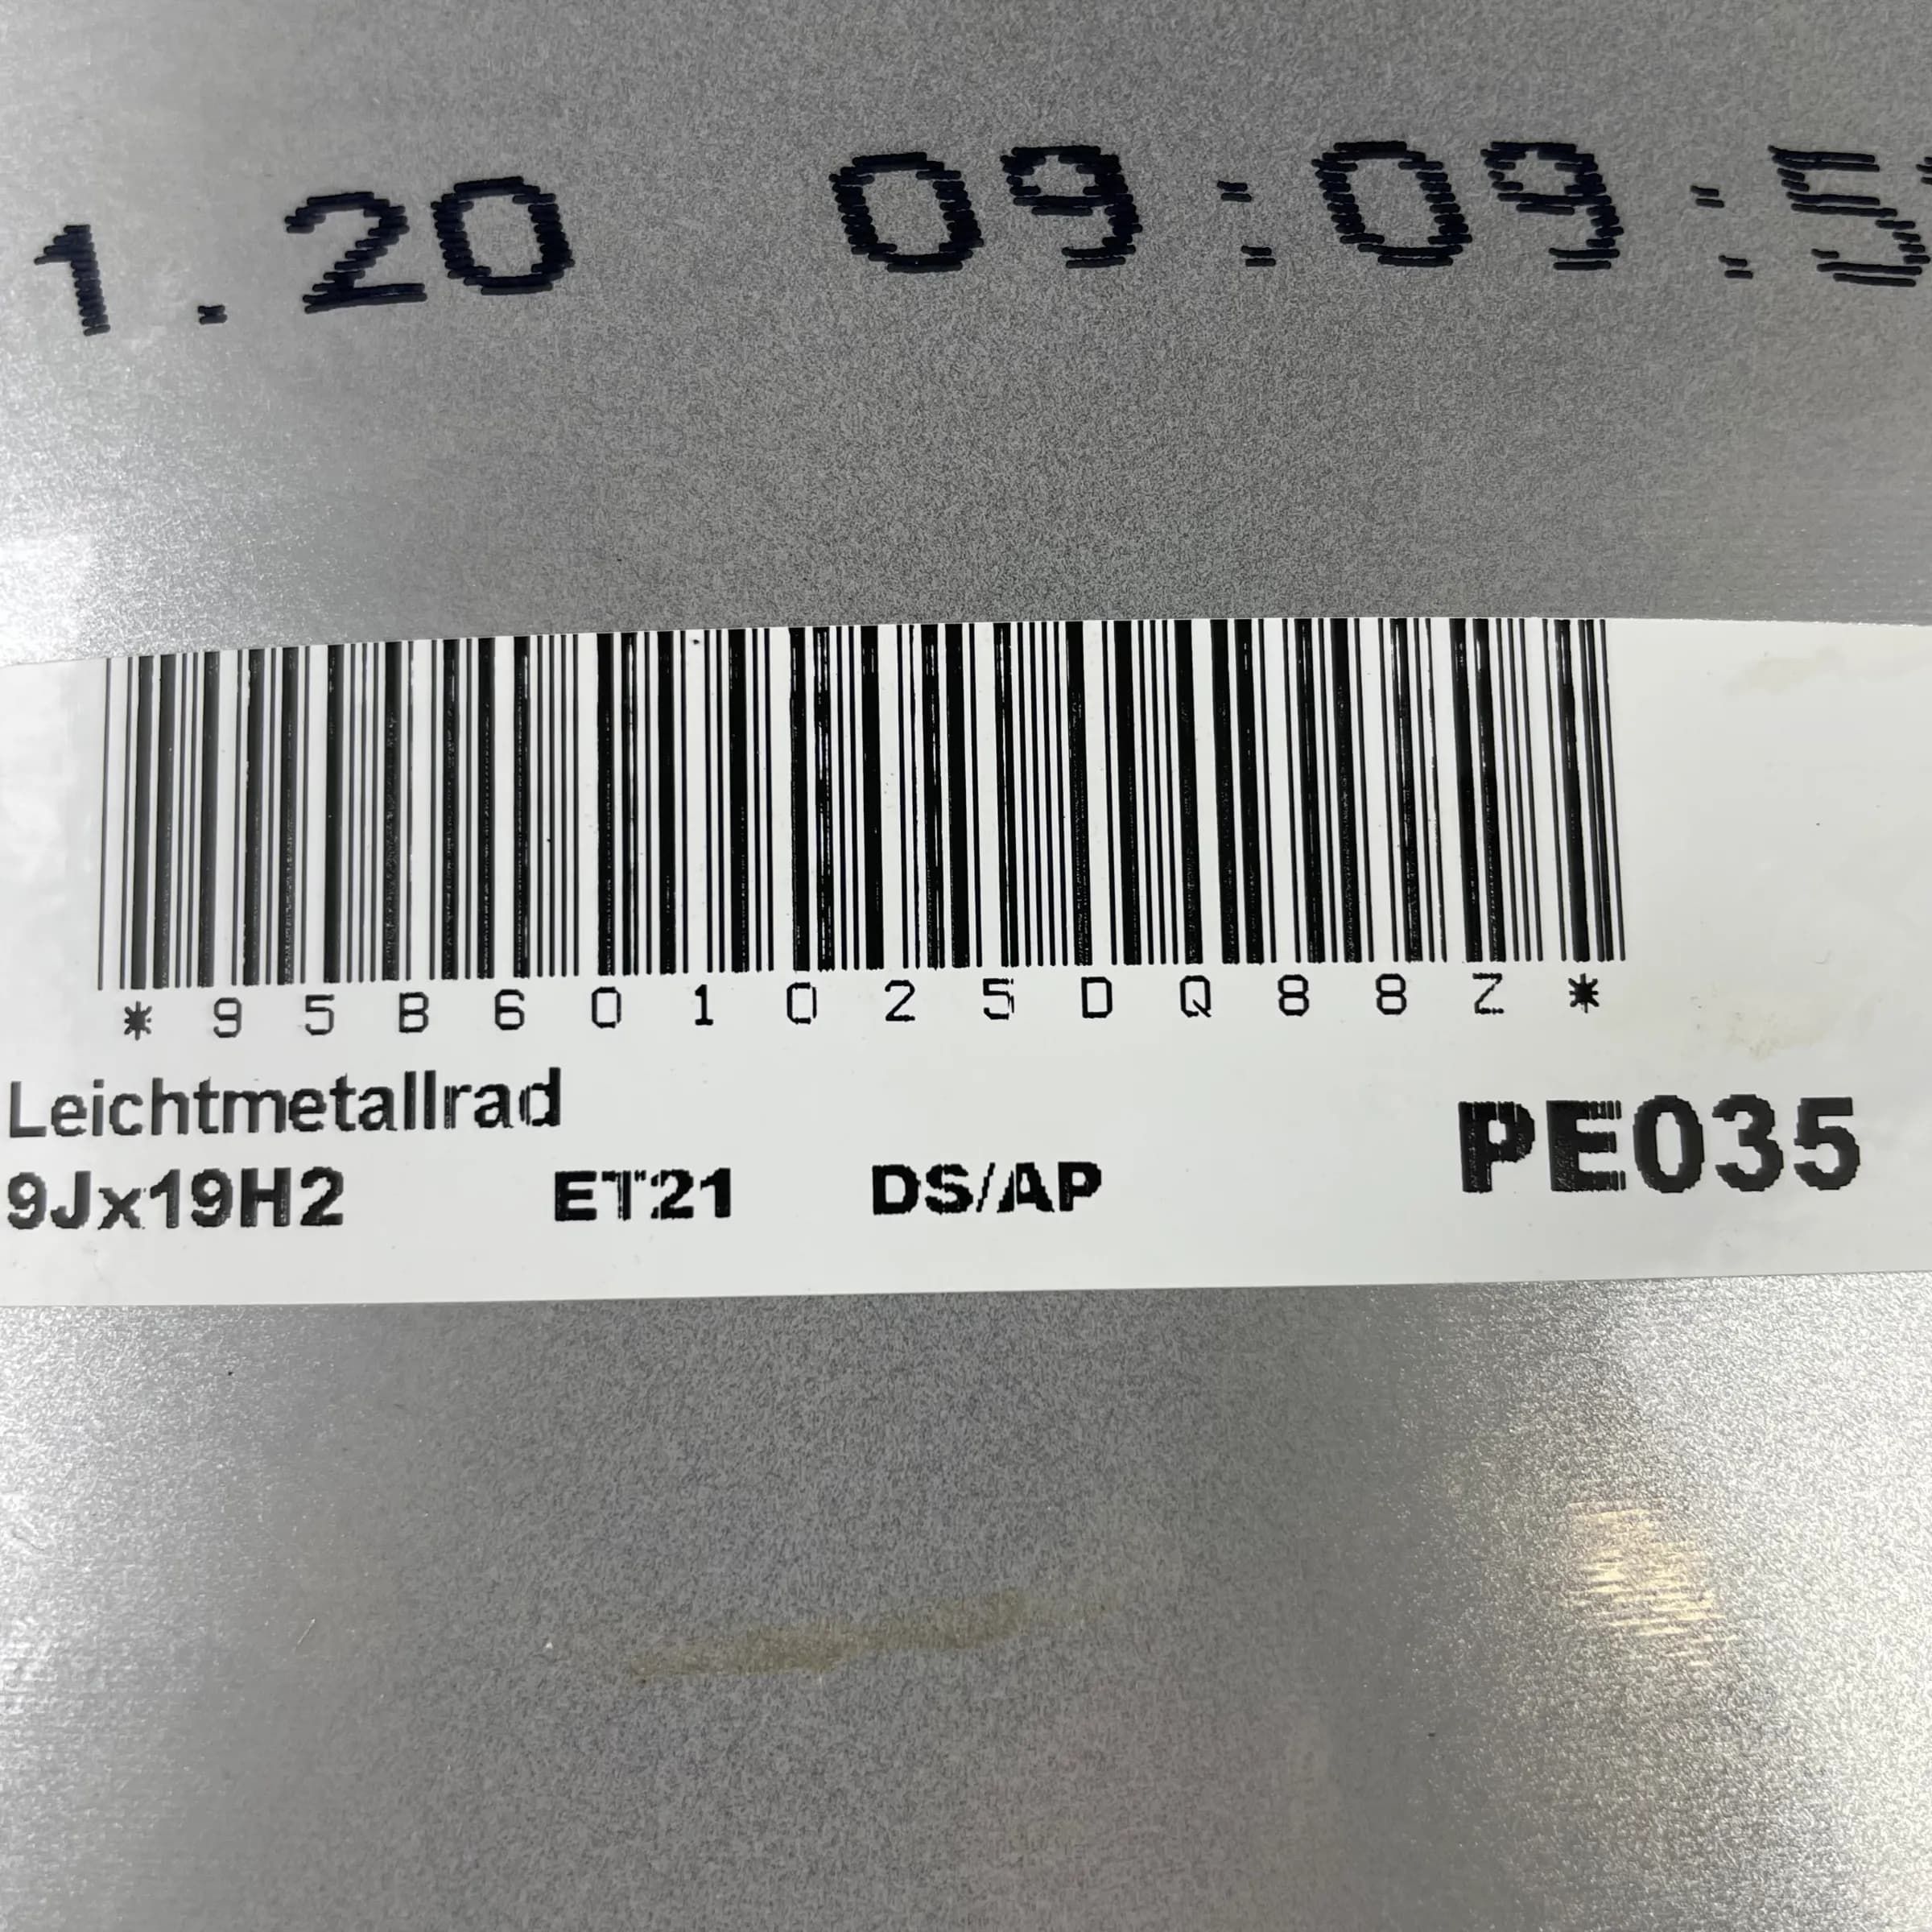 1.20 09:09:5
*95B601025DQ88Z*
Leichtmetallrad
9Jx19H2 ET21 DS/AP PE035